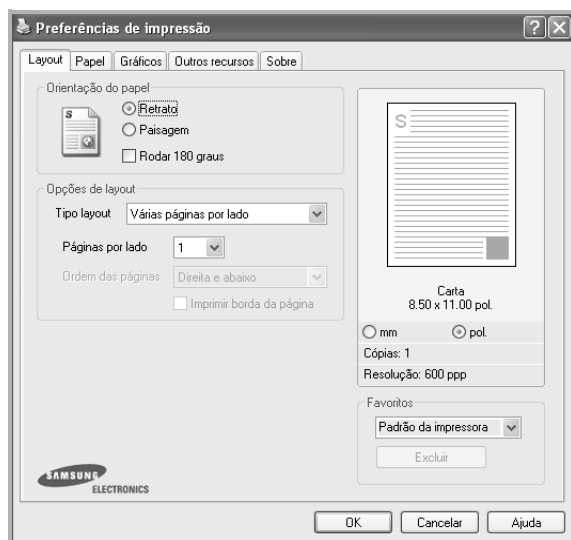 Preferências de impressão
Layout Papel Gráficos Outros recursos Sobre
Orientação do papel
S
Retrato
Paisagem
Rodar 180 graus
Opções de layout
Tipo layout Várias páginas por lado
Páginas por lado 1
Ordem das páginas Direita e abaixo
Imprimir borda da página
S
Carta
8.50 x 11.00 pol.
mm pol.
Cópias: 1
Resolução: 600 ppp
Favoritos
Padrão da impressora
Excluir
SAMSUNG
ELECTRONICS
OK Cancelar Ajuda